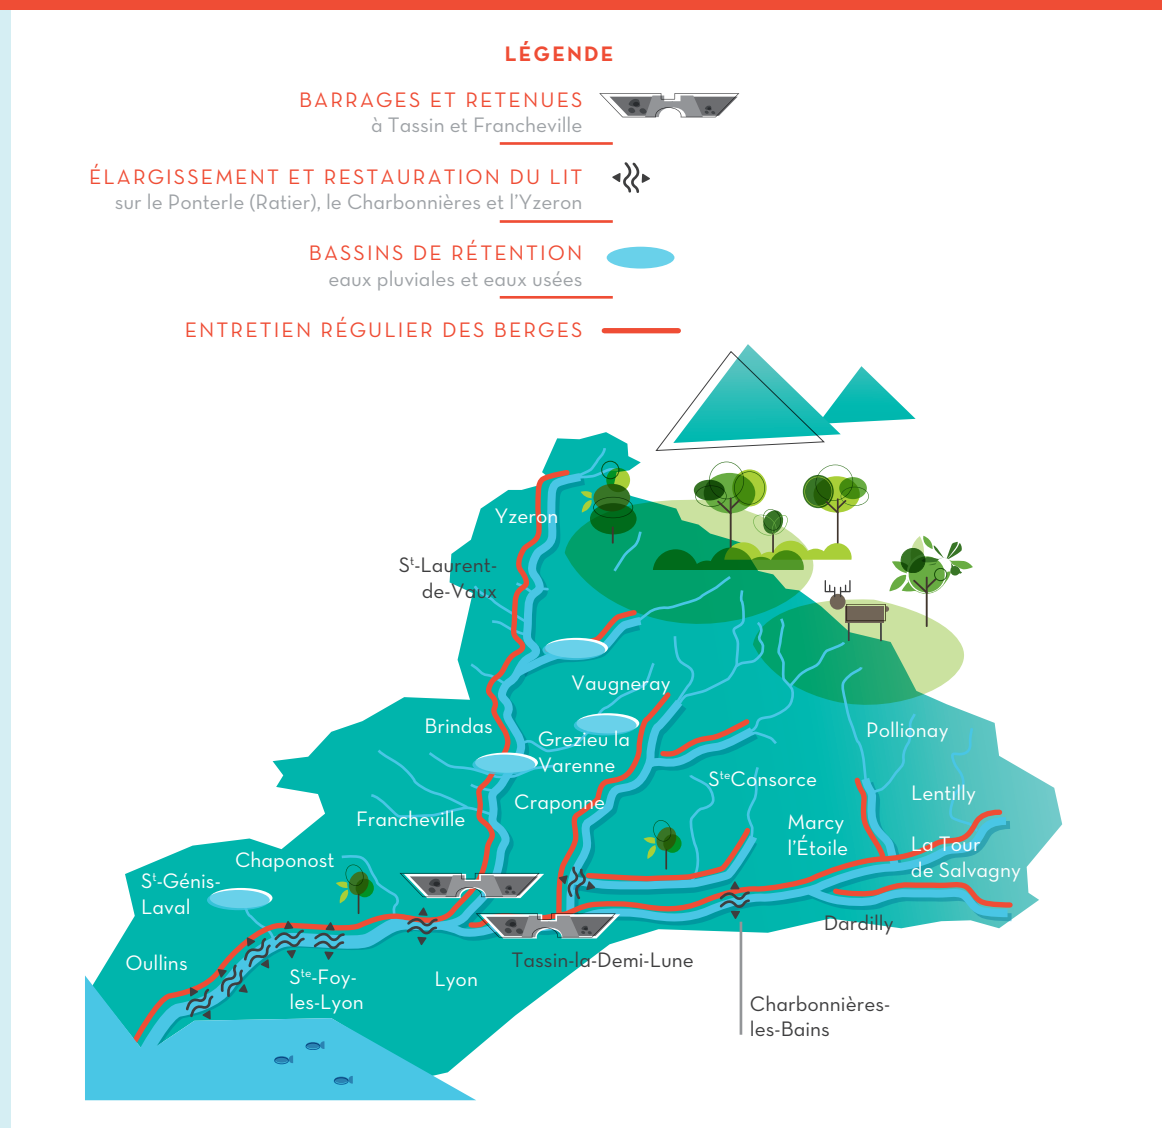 LÉGENDE
BARRAGES ET RETENUES
à Tassin et Francheville
ÉLARGISSEMENT ET RESTAURATION DU LIT
sur le Ponterle (Ratier), le Charbonnières et l'Yzeron
BASSINS DE RÉTENTION
eaux pluviales et eaux usées
ENTRETIEN RÉGULIER DES BERGES
Yzeron
St-Laurent-
de-Vaux
Vaugneray
Brindas
Grezieu la
Varenne
Pollionay
SteConsorce
Lentilly
Craponne
Francheville
Marcy
l'Étoile
La Tour
de Salvagny
Chaponost
St-Génis-
Laval
Dardilly
Oullins
Ste-Foy-
les-Lyon
Lyon
Tassin-la-Demi-Lune
Charbonnières-
les-Bains